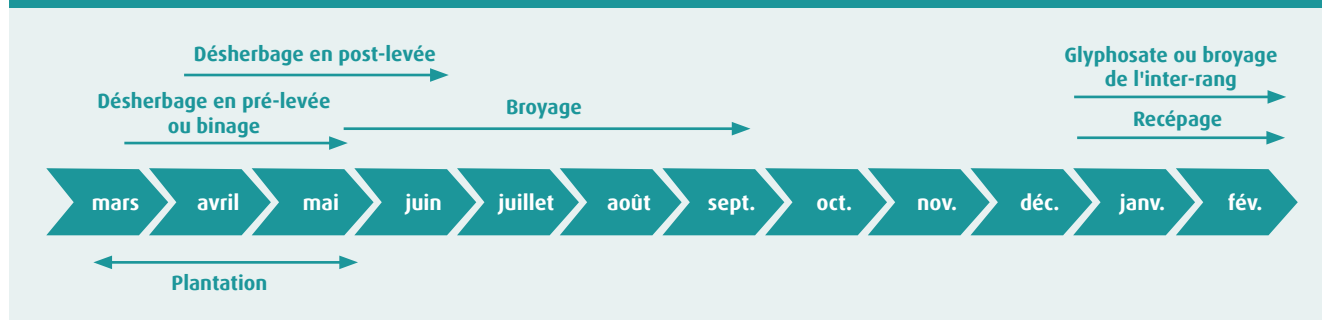 Désherbage en post-levée
Glyphosate ou broyage
de l'inter-rang
Désherbage en pré-levée
ou binage
Broyage
Recépage
mars avril mai juin juillet août sept. oct. nov. déc. janv. fév.
Plantation